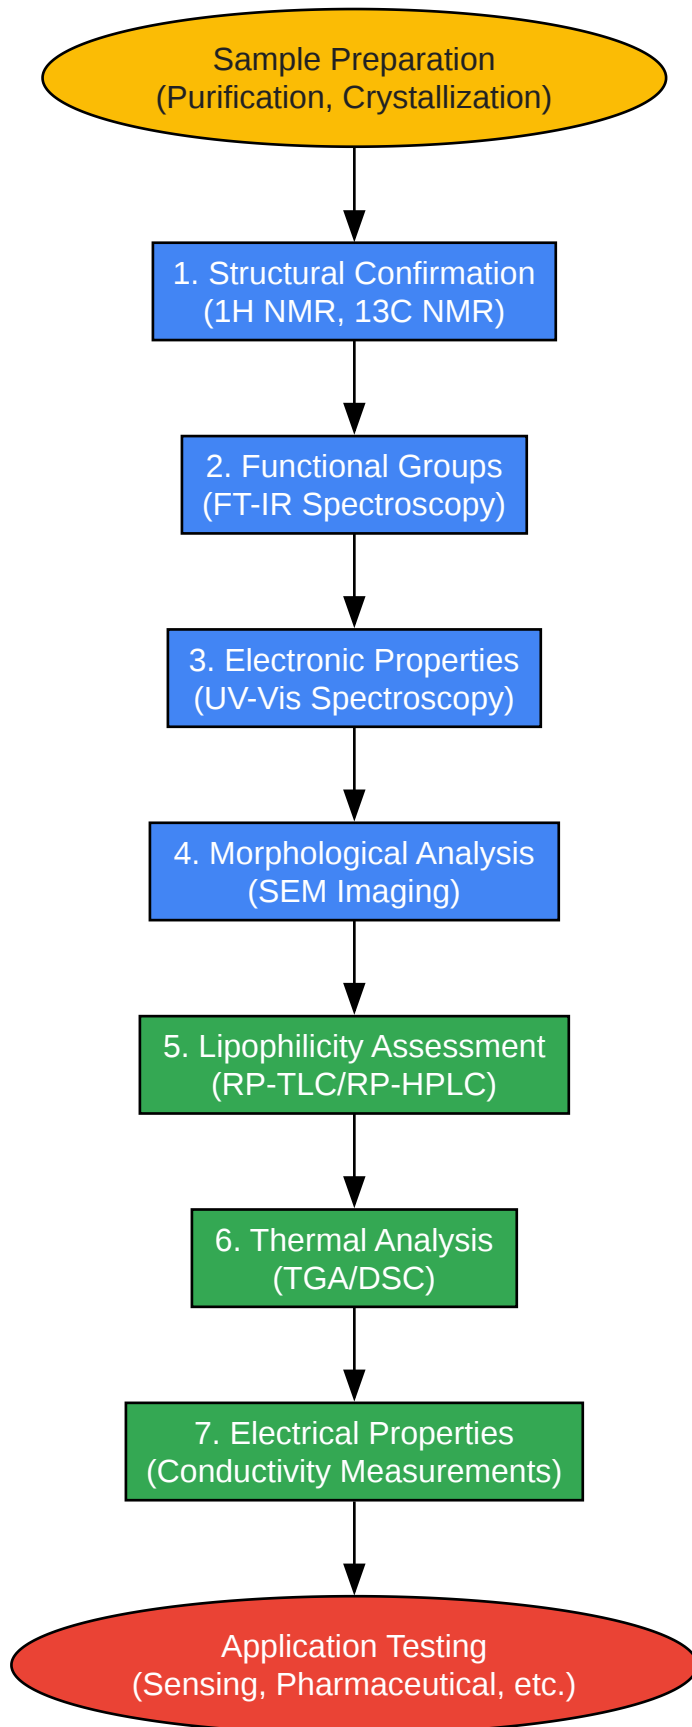 Sample Preparation
(Purification, Crystallization)
1. Structural Confirmation
(1H NMR, 13C NMR)
2. Functional Groups
(FT-IR Spectroscopy)
3. Electronic Properties
(UV-Vis Spectroscopy)
4. Morphological Analysis
(SEM Imaging)
5. Lipophilicity Assessment
(RP-TLC/RP-HPLC)
6. Thermal Analysis
(TGA/DSC)
7. Electrical Properties
(Conductivity Measurements)
Application Testing
(Sensing, Pharmaceutical, etc.)